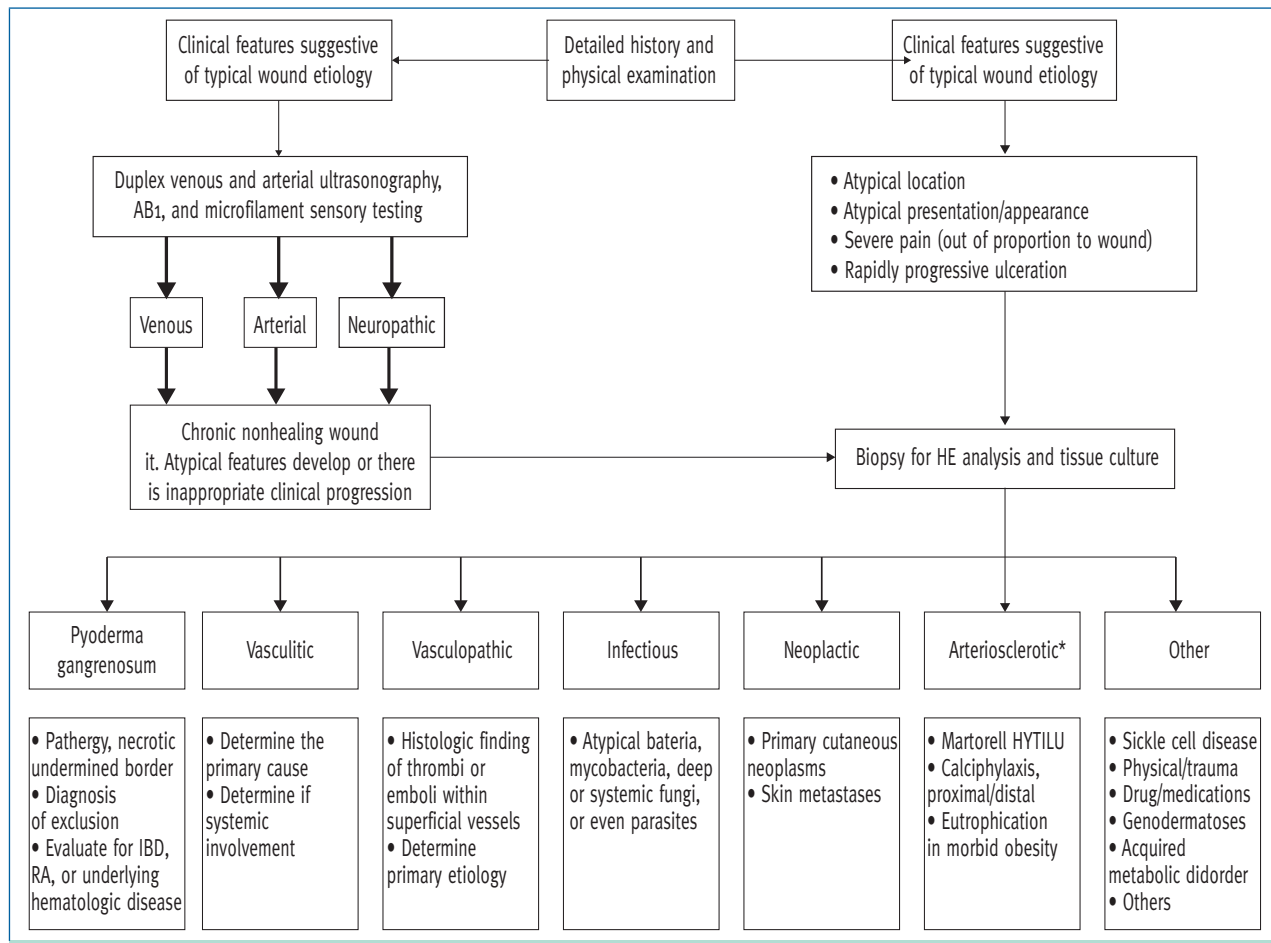 Clinical features suggestive
of typical wound etiology
Detailed history and
physical examination
Clinical features suggestive
of typical wound etiology
Duplex venous and arterial ultrasonography,
AB1, and microfilament sensory testing
• Atypical location
• Atypical presentation/appearance
• Severe pain (out of proportion to wound)
• Rapidly progressive ulceration
Venous
Arterial
Neuropathic
Chronic nonhealing wound
it. Atypical features develop or there
is inappropriate clinical progression
Biopsy for HE analysis and tissue culture
Pyoderma
gangrenosum
Vasculitic
Vasculopathic
Infectious
Neoplactic
Arteriosclerotic*
Other
• Pathergy, necrotic
undermined border
• Diagnosis
of exclusion
• Evaluate for IBD,
RA, or underlying
hematologic disease
• Determine the
primary cause
• Determine if
systemic
involvement
• Histologic finding
of thrombi or
emboli within
superficial vessels
• Determine
primary etiology
• Atypical bateria,
mycobacteria, deep
or systemic fungi,
or even parasites
• Primary cutaneous
neoplasms
• Skin metastases
• Martorell HYTILU
• Calciphylaxis,
proximal/distal
• Eutrophication
in morbid obesity
• Sickle cell disease
• Physical/trauma
• Drug/medications
• Genodermatoses
• Acquired
metabolic didorder
• Others